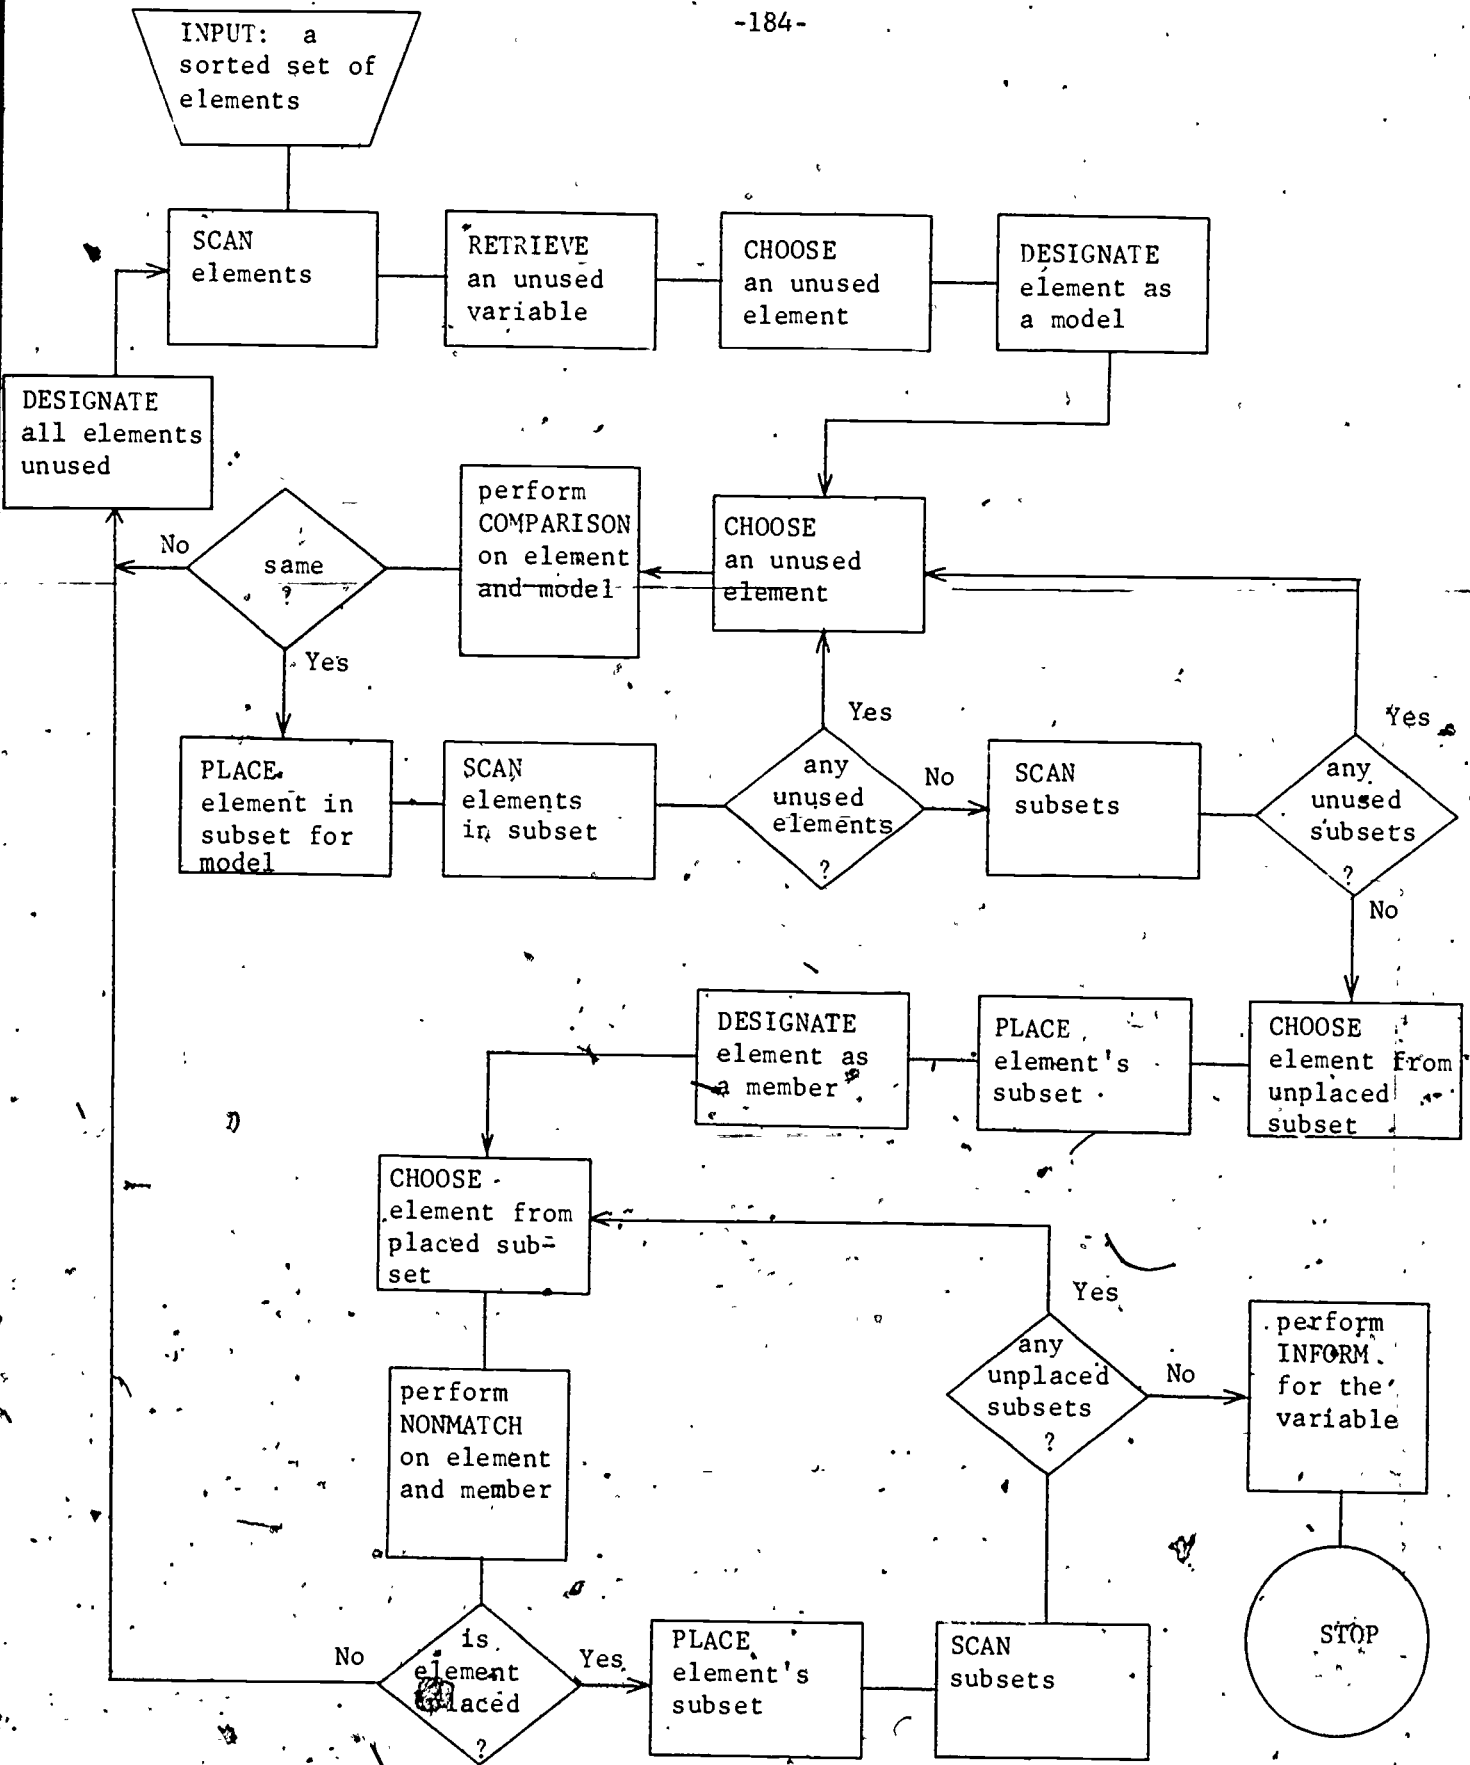 -184-
INPUT: a
sorted set of
elements
SCAN
elements
RETRIEVE
an unused
variable
CHOOSE
an unused
element
DESIGNATE
element as
a model
DESIGNATE
all elements
unused
No
same
?
Yes
perform
COMPARISON
on element
and model
CHOOSE
an unused
element
PLACE
element in
subset for
model
SCAN
elements
in subset
Yes
any
unused
elements
?
No
SCAN
subsets
Yes
any
unused
subsets
?
No
DESIGNATE
element as
a member
PLACE
element's
subset
CHOOSE
element from
unplaced
subset
CHOOSE
element from
placed sub-
set
perform
NONMATCH
on element
and member
Yes
any
unplaced
subsets
?
No
perform
INFORM
for the
variable
No
is
element
placed
?
Yes
PLACE
element's
subset
SCAN
subsets
STOP